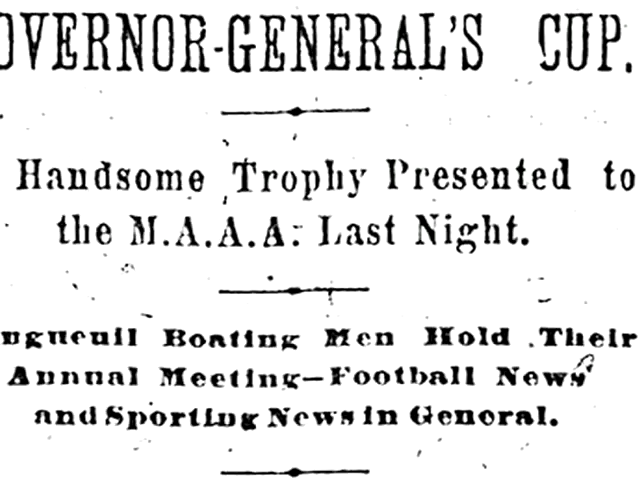 OVERNOR-GENERAL'S CUP.
Handsome Trophy Presented to
the M.A.A.A. Last Night.
ngueuil Boating Men Hold Their
Annual Meeting—Football News
and Sporting News in General.